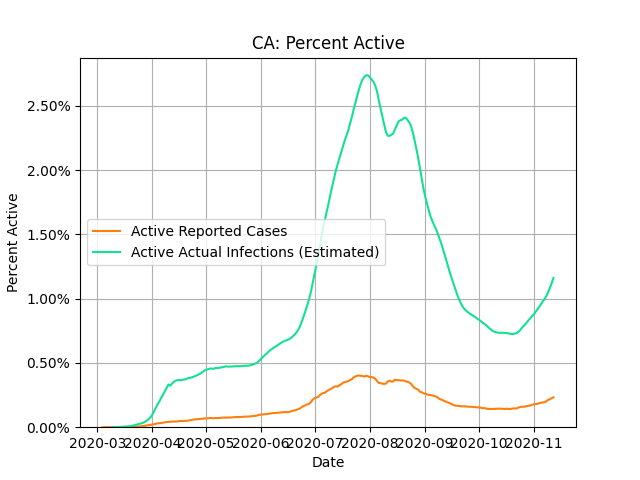 CA: Percent Active
Percent Active
2.50%
2.00%
1.50%
1.00%
0.50%
0.00%
Active Reported Cases
Active Actual Infections (Estimated)
2020-03 2020-04 2020-05 2020-06 2020-07 2020-08 2020-09 2020-10 2020-11
Date